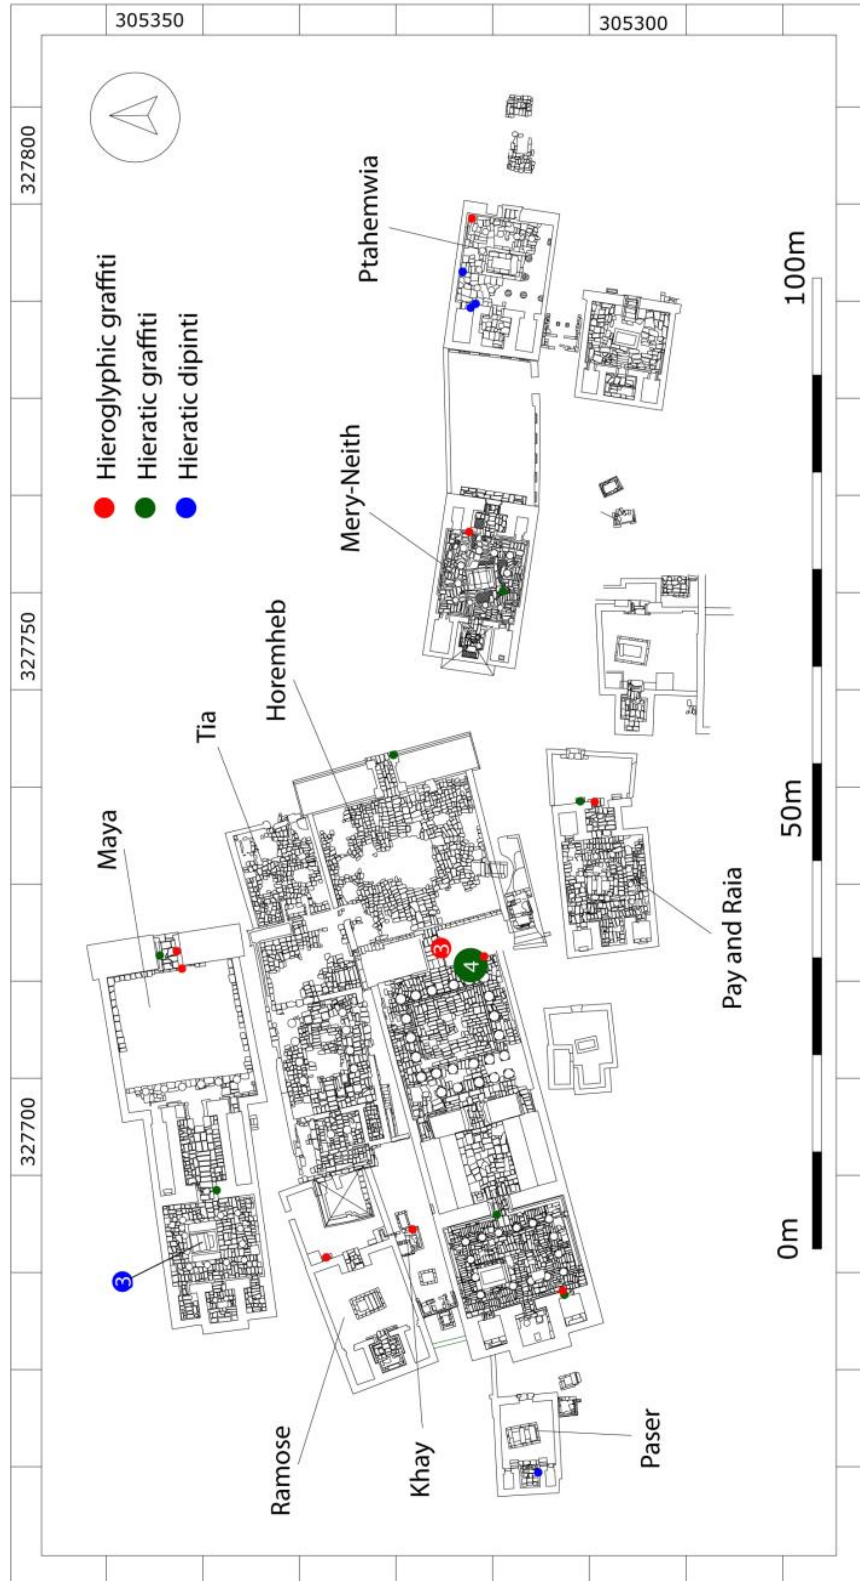 305350
305300
327800
327750
327700
Hieroglyphic graffiti
Hieratic graffiti
Hieratic dipinti
Ptahemwia
Mery-Neith
Horemheb
Tia
Maya
Pay and Raia
Ramose
Khay
Paser
3
3
4
0m
50m
100m